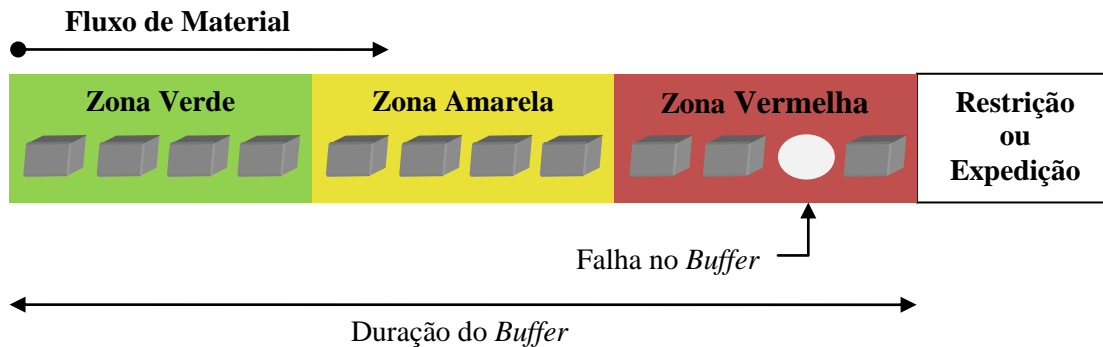 Fluxo de Material
Zona Verde
Zona Amarela
Zona Vermelha
Restrição
ou
Expedição
Falha no Buffer
Duração do Buffer